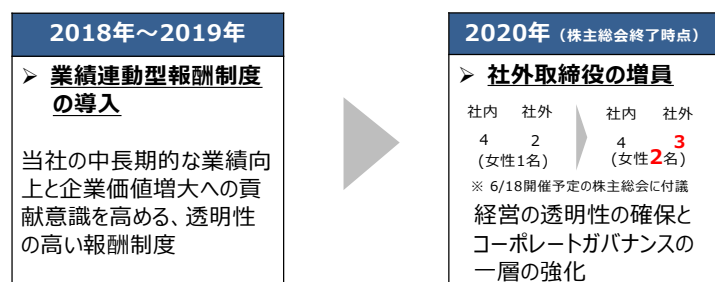 2018年～2019年
➢ 業績連動型報酬制度
の導入
当社の中長期的な業績向
上と企業価値増大への貢
献意識を高める、透明性
の高い報酬制度
2020年（株主総会終了時点）
➢ 社外取締役の増員
社内 社外 社内 社外
4 2 4 3
(女性1名) (女性2名)
※ 6/18開催予定の株主総会に付議
経営の透明性の確保と
コーポレートガバナンスの
一層の強化